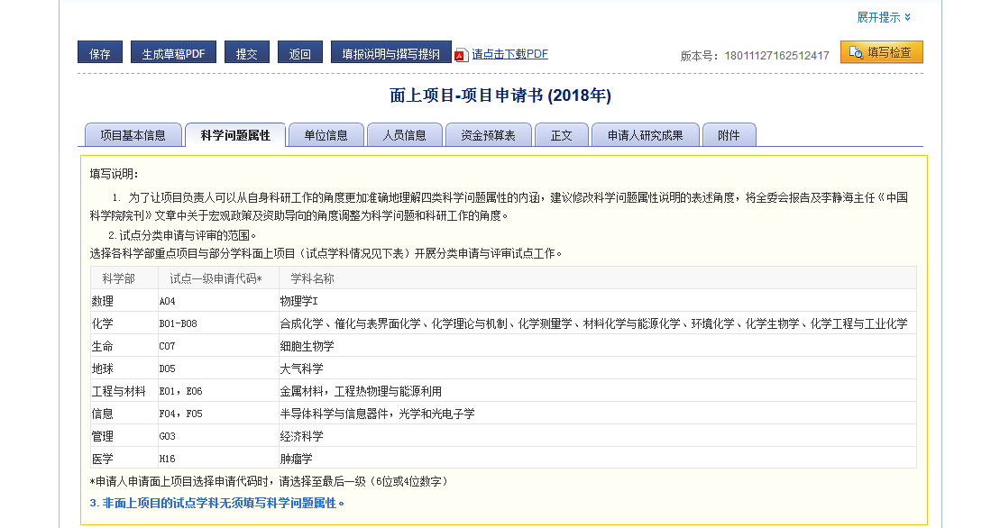 展开提示
保存 生成草稿PDF 提交 返回 填报说明与撰写提纲 请点击下载PDF 版本号：18011127162512417 填写检查
面上项目-项目申请书 (2018年)
项目基本信息 科学问题属性 单位信息 人员信息 资金预算表 正文 申请人研究成果 附件
填写说明：
1. 为了让项目负责人可以从自身科研工作的角度更加准确地理解四类科学问题属性的内涵，建议修改科学问题属性说明的表述角度，将全委会报告及李静海主任《中国
科学院院刊》文章中关于宏观政策及资助导向的角度调整为科学问题和科研工作的角度。
2. 试点分类申请与评审的范围。
选择各科学部重点项目与部分学科面上项目（试点学科情况见下表）开展分类申请与评审试点工作。
科学部 试点一级申请代码* 学科名称
数理 A04 物理学I
化学 B01-B08 合成化学、催化与表界面化学、化学理论与机制、化学测量学、材料化学与能源化学、环境化学、化学生物学、化学工程与工业化学
生命 C07 细胞生物学
地球 D05 大气科学
工程与材料 E01，E06 金属材料，工程热物理与能源利用
信息 F04，F05 半导体科学与信息器件，光学和光电子学
管理 G03 经济科学
医学 H16 肿瘤学
*申请人申请面上项目选择申请代码时，请选择至最后一级（6位或4位数字）
3. 非面上项目的试点学科无须填写科学问题属性。